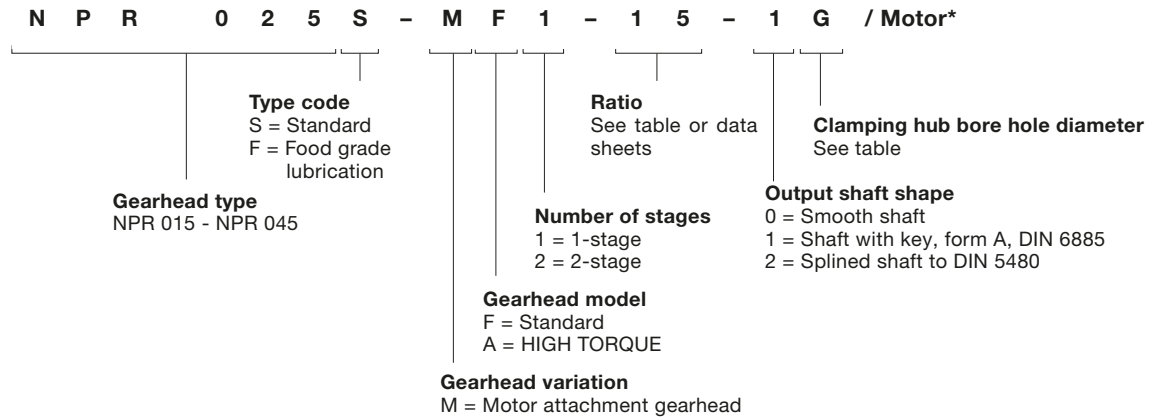 N P R 0 2 5 S – M F 1 – 1 5 – 1 G / Motor*
Type code
S = Standard
F = Food grade
lubrication
Ratio
See table or data
sheets
Clamping hub bore hole diameter
See table
Gearhead type
NPR 015 - NPR 045
Number of stages
1 = 1-stage
2 = 2-stage
Output shaft shape
0 = Smooth shaft
1 = Shaft with key, form A, DIN 6885
2 = Splined shaft to DIN 5480
Gearhead model
F = Standard
A = HIGH TORQUE
Gearhead variation
M = Motor attachment gearhead